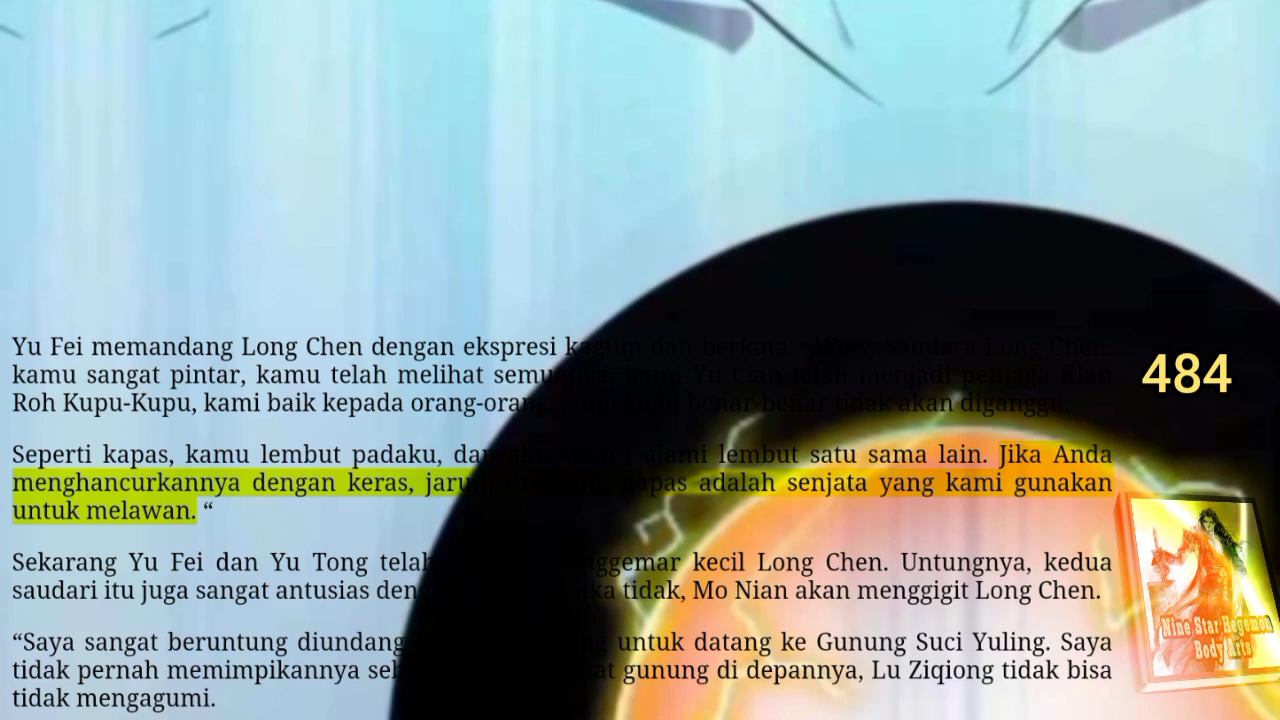 Yu Fei memandang Long Chen dengan ekspresi kagum dan berkata: "Wow, saudara Long Chen,
kamu sangat pintar, kamu telah melihat semuanya, kami Yu Clan telah menjadi penjaga Klan
Roh Kupu-Kupu, kami baik kepada orang-orang, tapi kami benar-benar tidak akan diganggu.
484
Seperti kapas, kamu lembut padaku, dan alami lembut satu sama lain. Jika Anda
menghancurkannya dengan keras, jarum kapas adalah senjata yang kami gunakan
untuk melawan. “
Sekarang Yu Fei dan Yu Tong telah penggemar kecil Long Chen. Untungnya, kedua
saudari itu juga sangat antusias tidak, Mo Nian akan menggigit Long Chen.
“Saya sangat beruntung diundang untuk datang ke Gunung Suci Yuling. Saya
tidak pernah memimpikannya gunung di depannya, Lu Ziqiong tidak bisa
tidak mengagumi.
Nine Star Hegemon
Body Arts